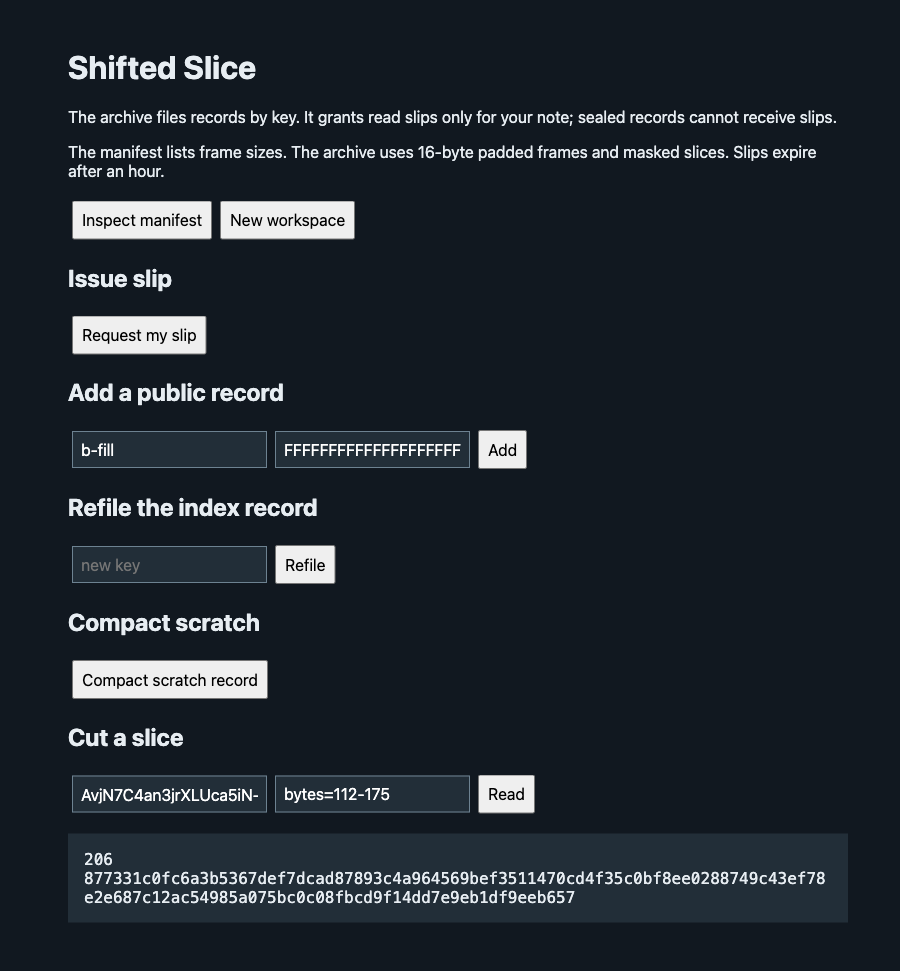 Shifted Slice
The archive files records by key. It grants read slips only for your note; sealed records cannot receive slips.
The manifest lists frame sizes. The archive uses 16-byte padded frames and masked slices. Slips expire
after an hour.
Inspect manifest New workspace
Issue slip
Request my slip
Add a public record
b-fill FFFFFFFFFFFFFFFFFFFF Add
Refile the index record
new key Refile
Compact scratch
Compact scratch record
Cut a slice
AvjN7C4an3jrXLUca5iN- bytes=112-175 Read
206
877331c0fc6a3b5367def7dcad87893c4a964569bef3511470cd4f35c0bf8ee0288749c43ef78
e2e687c12ac54985a075bc0c08fbcd9f14dd7e9eb1df9eeb657